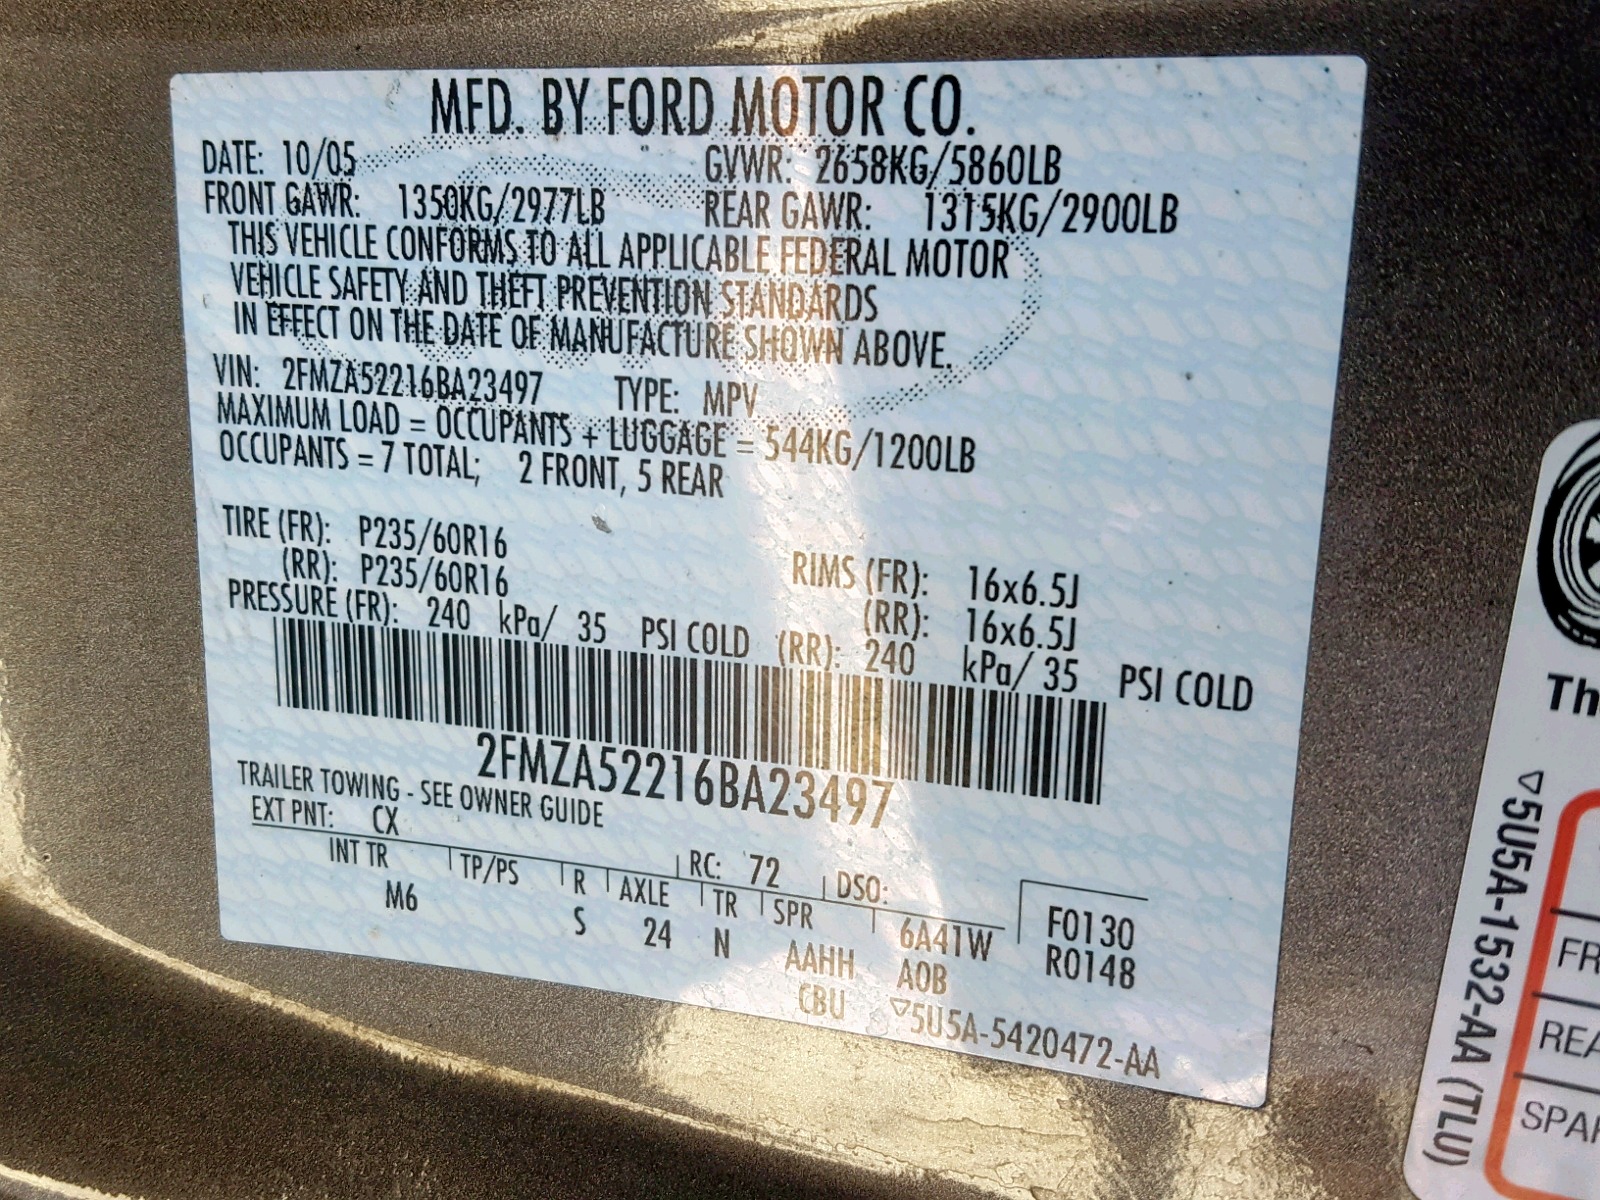 MFD. BY FORD MOTOR CO.
DATE: 10/05 GVWR: 2658KG/5860LB
FRONT GAWR: 1350KG/2977LB REAR GAWR: 1315KG/2900LB
THIS VEHICLE CONFORMS TO ALL APPLICABLE FEDERAL MOTOR
VEHICLE SAFETY AND THEFT PREVENTION STANDARDS
IN EFFECT ON THE DATE OF MANUFACTURE SHOWN ABOVE.
VIN: 2FMZA52216BA23497 TYPE: MPV
MAXIMUM LOAD = OCCUPANTS + LUGGAGE = 544KG/1200LB
OCCUPANTS = 7 TOTAL; 2 FRONT, 5 REAR
TIRE (FR): P235/60R16 RIMS (FR): 16x6.5J
(RR): P235/60R16 (RR): 16x6.5J
PRESSURE (FR): 240 kPa/ 35 PSI COLD (RR): 240 kPa/ 35 PSI COLD
2FMZA52216BA23497
TRAILER TOWING - SEE OWNER GUIDE
EXT PNT: CX RC: 72 DSO:
INT TR TP/PS R AXLE TR SPR 6A41W F0130
M6 S 24 N AAHH A0B R0148
CBU ▽5U5A-5420472-AA
Th
▽5U5A-1532-AA (TLU)
FR
REA
SPAR